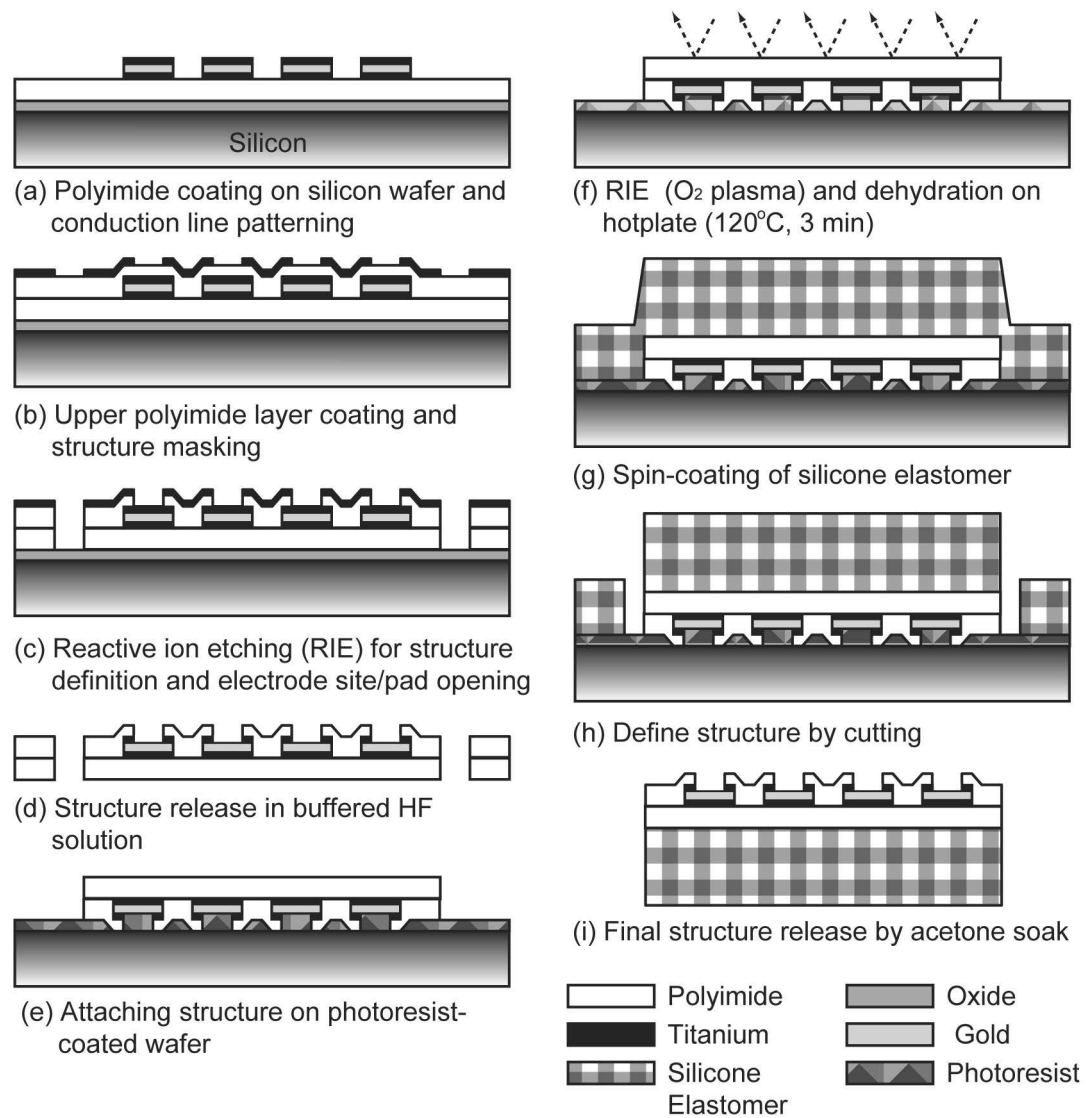 Silicon
(a) Polyimide coating on silicon wafer and
conduction line patterning
(b) Upper polyimide layer coating and
structure masking
(c) Reactive ion etching (RIE) for structure
definition and electrode site/pad opening
(d) Structure release in buffered HF
solution
(e) Attaching structure on photoresist-
coated wafer
(f) RIE (O₂ plasma) and dehydration on
hotplate (120°C, 3 min)
(g) Spin-coating of silicone elastomer
(h) Define structure by cutting
(i) Final structure release by acetone soak
Polyimide
Oxide
Titanium
Gold
Silicone
Elastomer
Photoresist